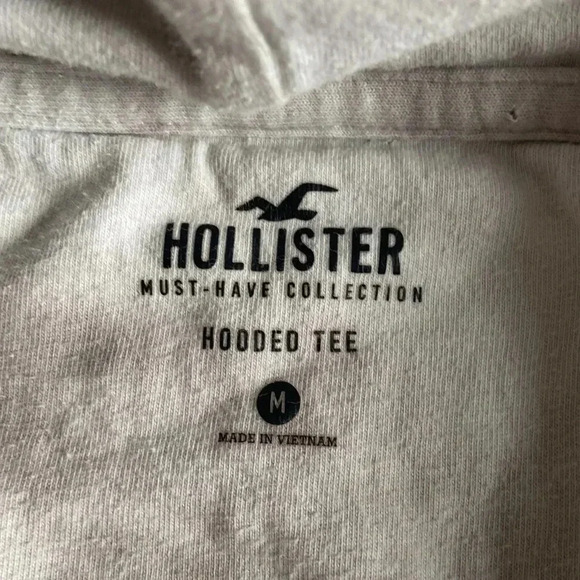 HOLLISTER
MUST-HAVE COLLECTION
HOODED TEE
M
MADE IN VIETNAM